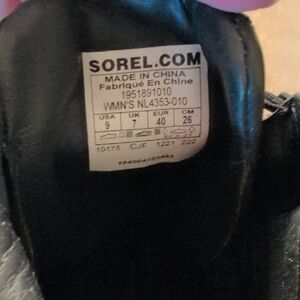 SOREL.COM
MADE IN CHINA
Fabriqué En Chine
1951891010
WMN'S NL4353-010
USA UK EUR CM
9 7 40 26
10175 CJF 1221 222